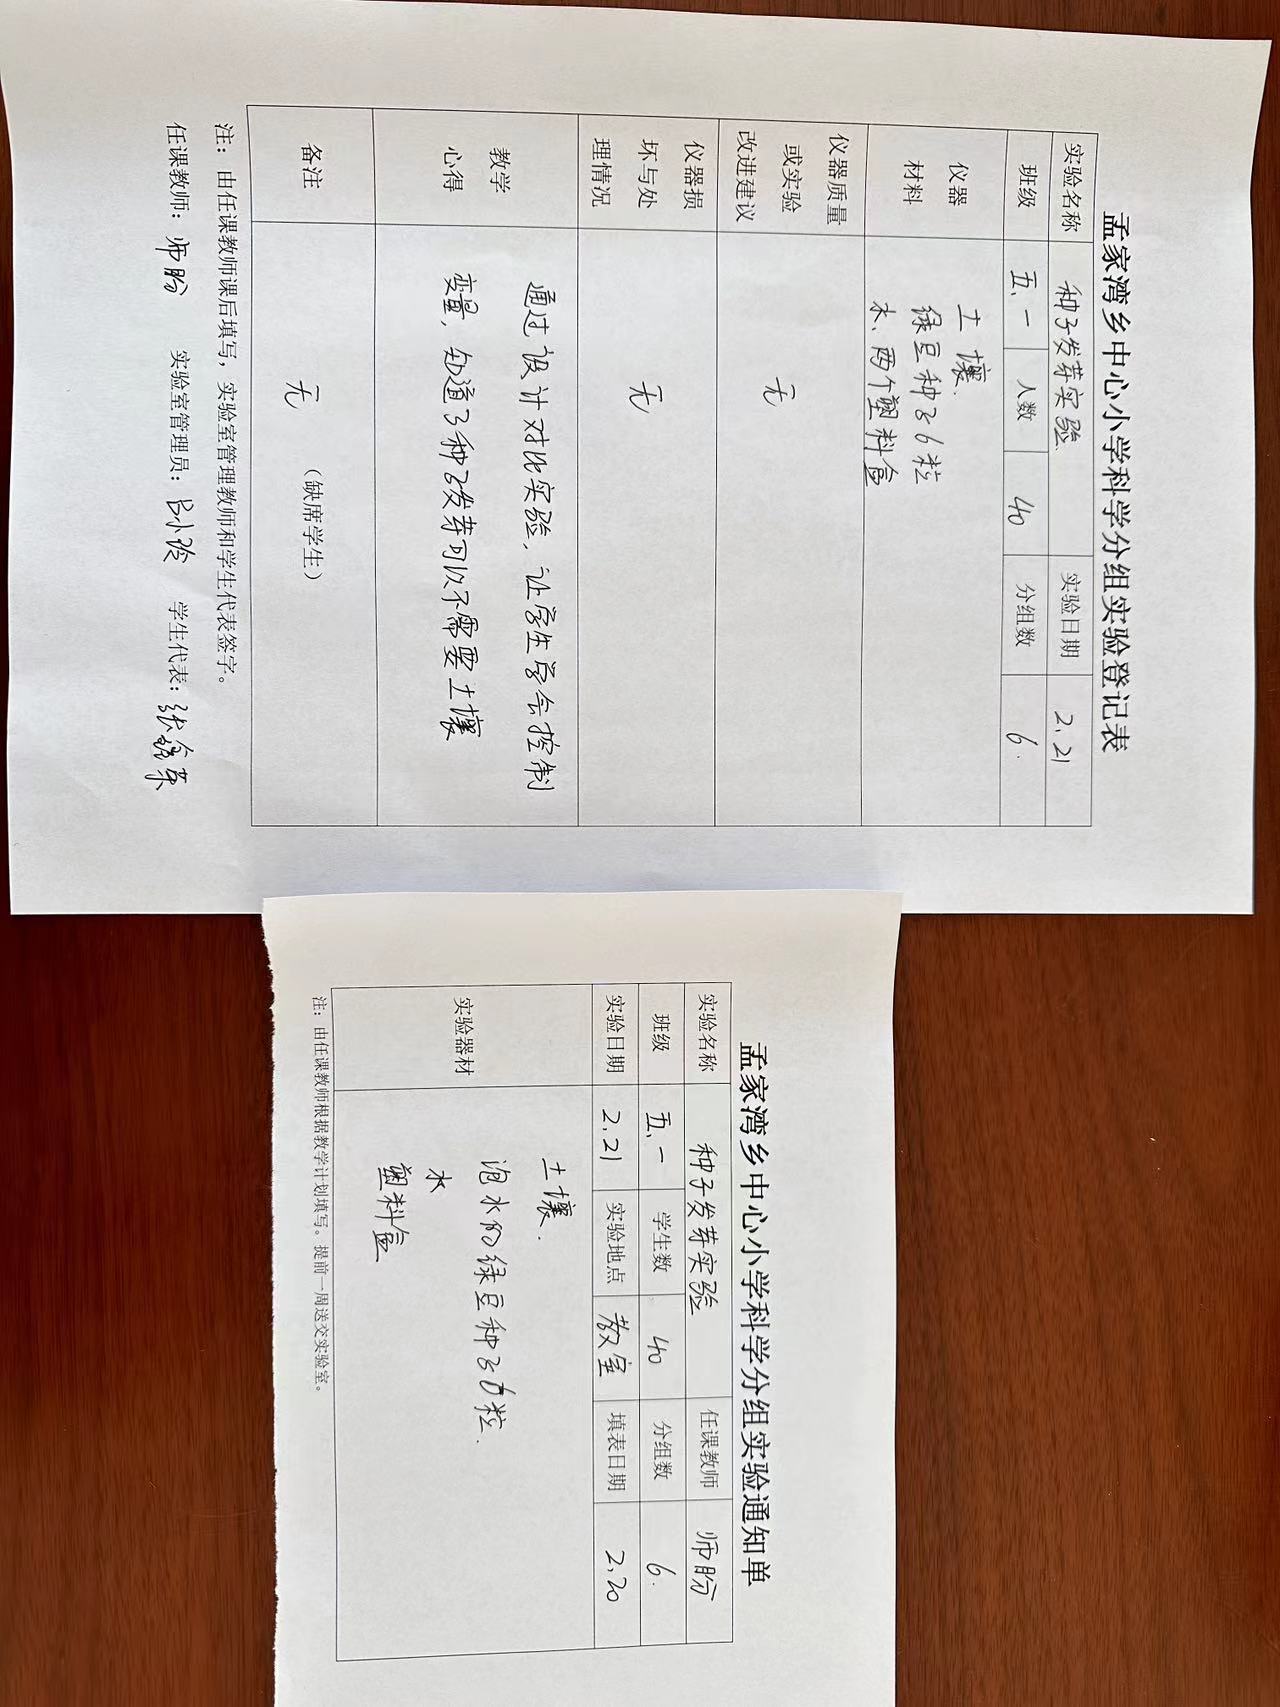 孟家湾乡中心小学科学分组实验登记表
实验名称 种子发芽实验 实验日期 2.21
班级 五、一 人数 40 分组数 6.
仪器材料
土壤.
绿豆种子6粒
水、两个塑料盒
仪器质量或实验改进建议 无
仪器损坏与处理情况 无
教学心得
通过设计对比实验,让学生学会控制
变量,知道了种子发芽可以不需要土壤
备注 无 (缺席学生)
注:由任课教师课后填写,实验室管理教师和学生代表签字。
任课教师:师盼 实验室管理员:吕小玲 学生代表:张
孟家湾乡中心小学科学分组实验通知单
实验名称 种子发芽实验 任课教师 师盼
班级 五、一 学生数 40 分组数 6.
实验日期 2.21 实验地点 教室 填表日期 2.20
实验器材
土壤.
泡水的绿豆种子6粒.
水
塑料盒
注:由任课教师根据教学计划填写。提前一周送交实验室。